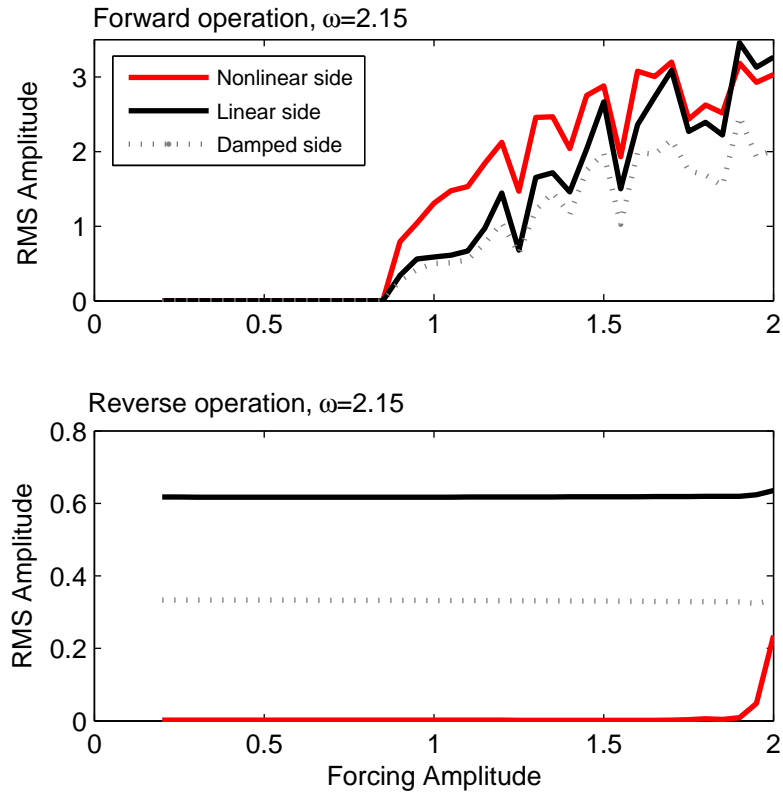 Forward operation, ω=2.15
RMS Amplitude
3
2
1
0
Nonlinear side
Linear side
Damped side
0
0.5
1
1.5
2
Reverse operation, ω=2.15
RMS Amplitude
0.8
0.6
0.4
0.2
0
0
0.5
1
1.5
2
Forcing Amplitude